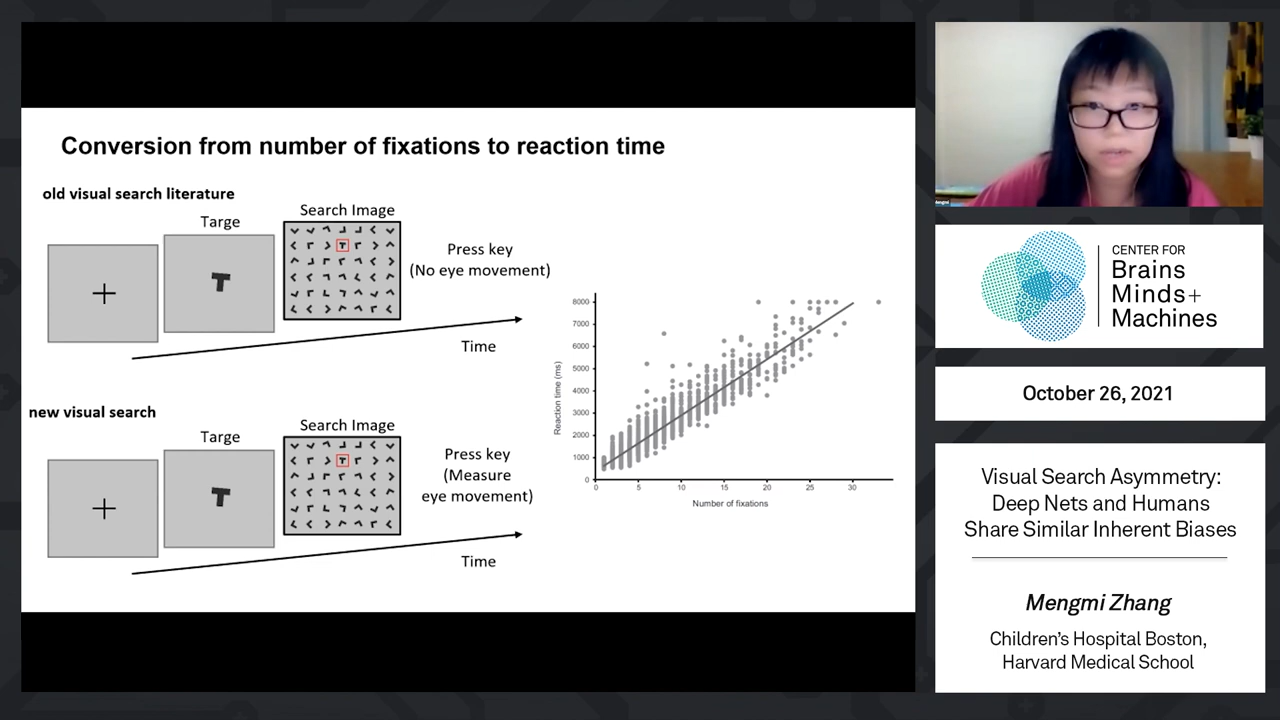 Conversion from number of fixations to reaction time
old visual search literature
Targe
Search Image
Press key
(No eye movement)
Time
new visual search
Targe
Search Image
Press key
(Measure
eye movement)
Time
8000
7000
6000
5000
4000
3000
2000
1000
0
Reaction time (ms)
0 5 10 15 20 25 30
Number of fixations
Mengmi
CENTER FOR
Brains
Minds+
Machines
October 26, 2021
Visual Search Asymmetry:
Deep Nets and Humans
Share Similar Inherent Biases
Mengmi Zhang
Children's Hospital Boston,
Harvard Medical School